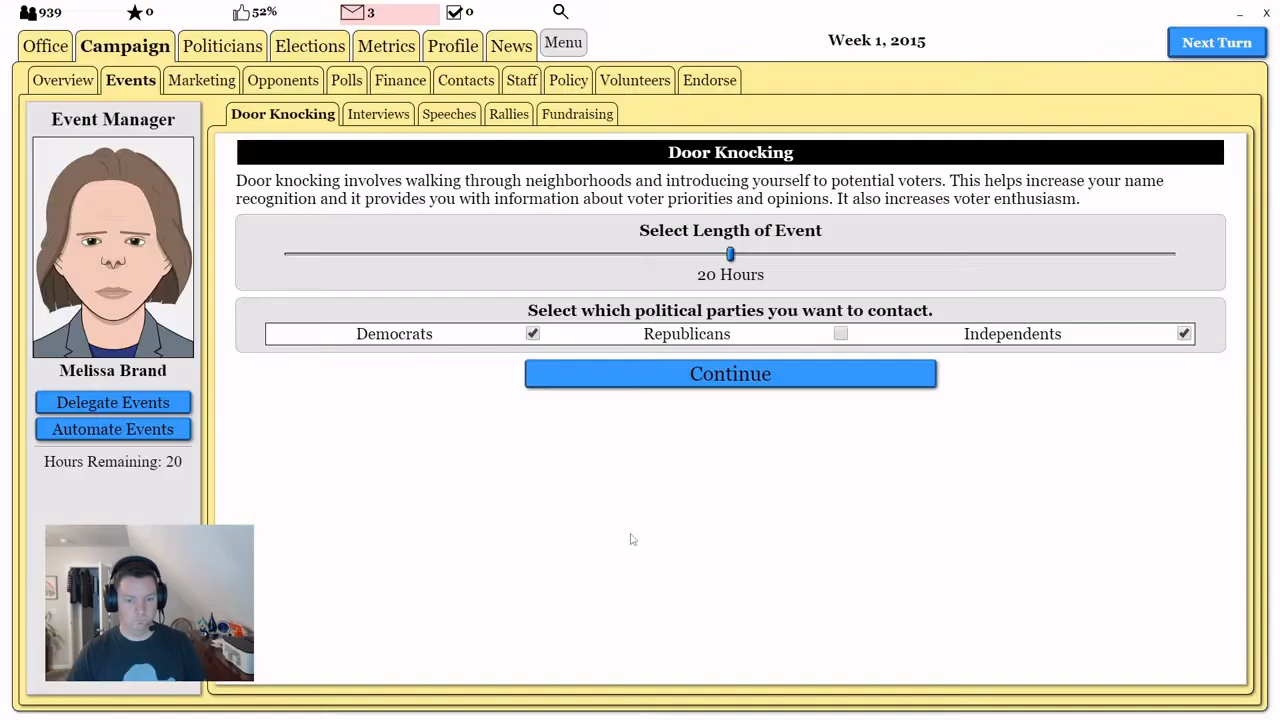 939
0
52%
3
0
Office Campaign Politicians Elections Metrics Profile News Menu
Week 1, 2015
_ X
Next Turn
Overview Events Marketing Opponents Polls Finance Contacts Staff Policy Volunteers Endorse
Event Manager
Melissa Brand
Delegate Events
Automate Events
Hours Remaining: 20
Door Knocking Interviews Speeches Rallies Fundraising
Door Knocking
Door knocking involves walking through neighborhoods and introducing yourself to potential voters. This helps increase your name
recognition and it provides you with information about voter priorities and opinions. It also increases voter enthusiasm.
Select Length of Event
20 Hours
Select which political parties you want to contact.
Democrats Republicans Independents
Continue